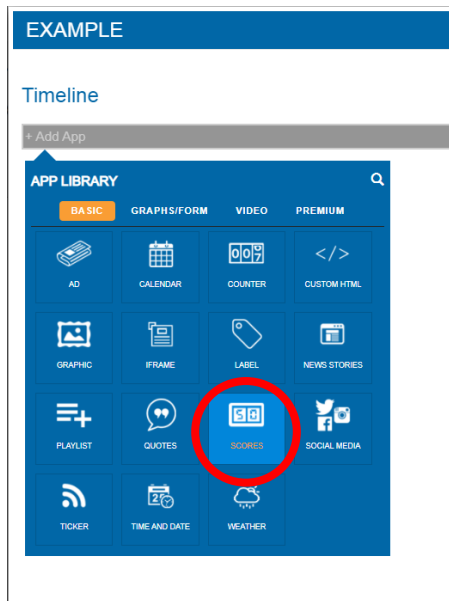 EXAMPLE
Timeline
+ Add App
APP LIBRARY
BASIC GRAPHS/FORM VIDEO PREMIUM
AD CALENDAR COUNTER CUSTOM HTML
GRAPHIC IFRAME LABEL NEWS STORIES
PLAYLIST QUOTES SCORES SOCIAL MEDIA
TICKER TIME AND DATE WEATHER